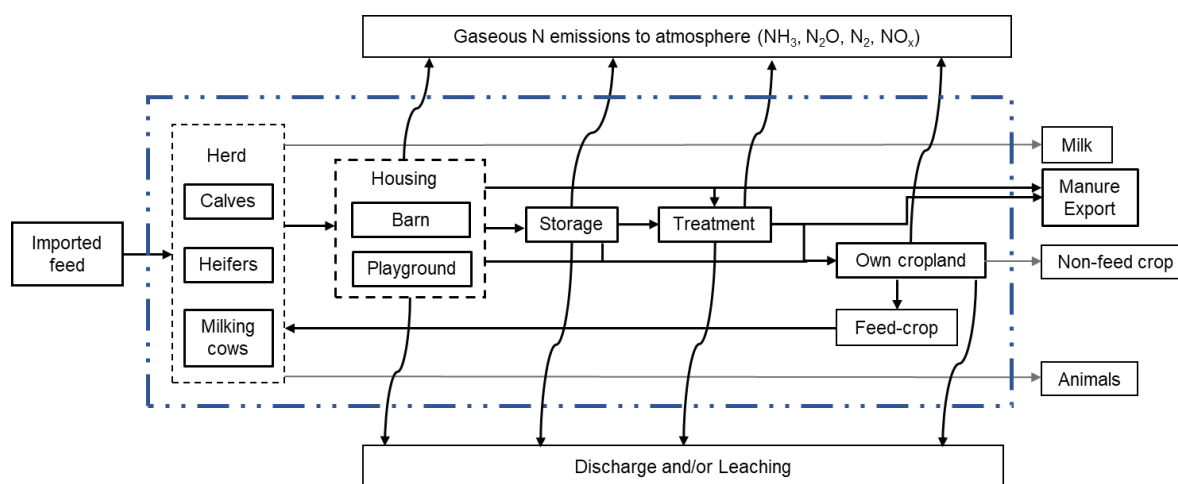 Gaseous N emissions to atmosphere (NH₃, N₂O, N₂, NOₓ)
Herd
Calves
Heifers
Milking
cows
Imported
feed
Housing
Barn
Playground
Storage
Treatment
Own cropland
Feed-crop
Milk
Manure
Export
Non-feed crop
Animals
Discharge and/or Leaching